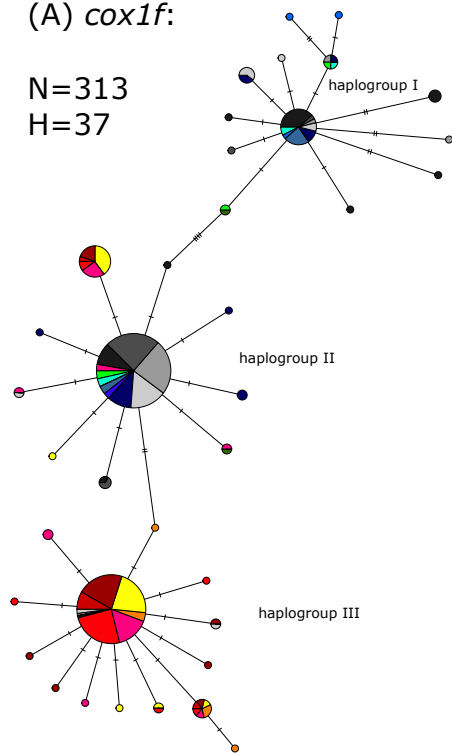 (A) cox1f:
N=313
H=37
haplogroup I
haplogroup II
haplogroup III